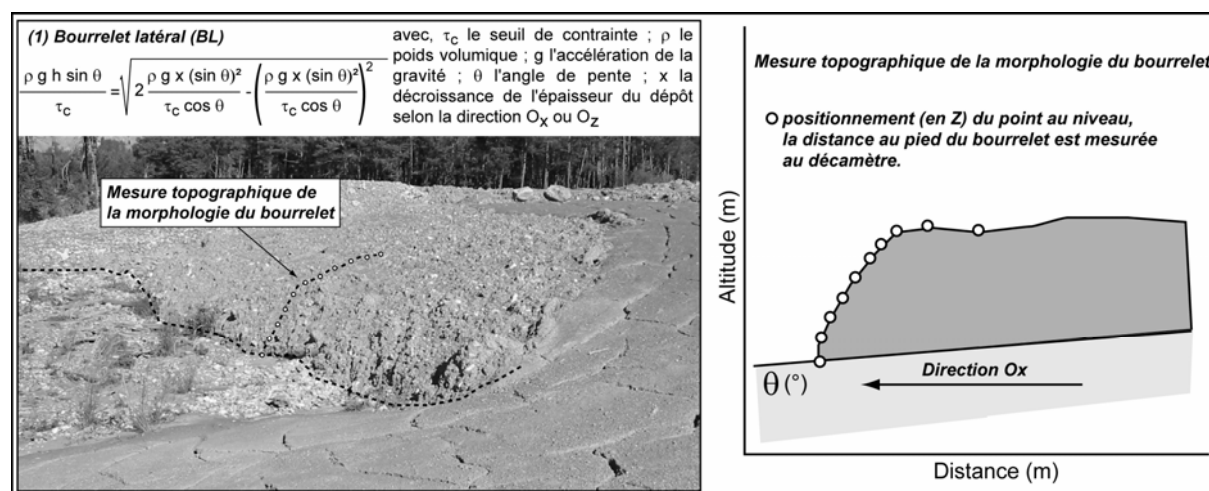 (1) Bourrelet latéral (BL)
ρ g h sin θ / τc = √ 2 ρ g x (sin θ)² / τc cos θ - ( ρ g x (sin θ)² / τc cos θ )²
avec, τc le seuil de contrainte ; ρ le
poids volumique ; g l'accélération de la
gravité ; θ l'angle de pente ; x la
décroissance de l'épaisseur du dépôt
selon la direction Ox ou Oz
Mesure topographique de
la morphologie du bourrelet
Mesure topographique de la morphologie du bourrelet
positionnement (en Z) du point au niveau,
la distance au pied du bourrelet est mesurée
au décamètre.
Altitude (m)
θ (°)
Direction Ox
Distance (m)